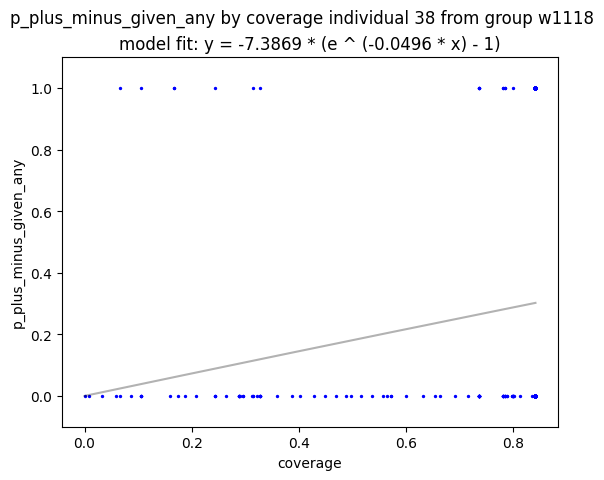 p_plus_minus_given_any by coverage individual 38 from group w1118
model fit: y = -7.3869 * (e ^ (-0.0496 * x) - 1)
1.0
0.8
0.6
0.4
0.2
0.0
p_plus_minus_given_any
0.0 0.2 0.4 0.6 0.8
coverage